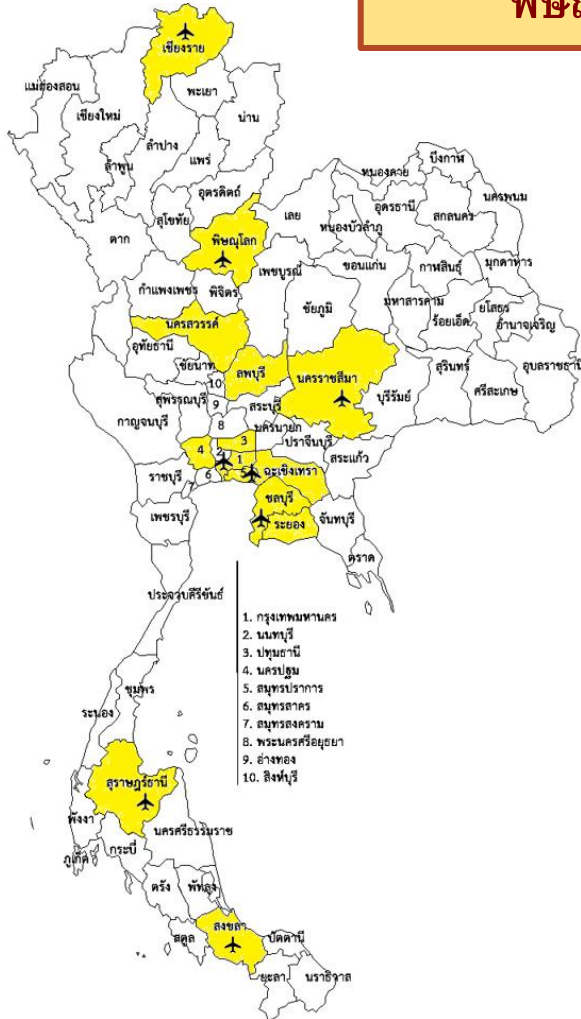 เชียงราย
แม่ฮ่องสอน
พะเยา
เชียงใหม่
น่าน
ลำปาง
แพร่
ลำพูน
อุตรดิตถ์
สุโขทัย
ตาก
พิษณุโลก
บึงกาฬ
หนองคาย
นครพนม
เลย
อุดรธานี
สกลนคร
หนองบัวลำภู
เพชรบูรณ์
ขอนแก่น
กาฬสินธุ์
มุกดาหาร
กำแพงเพชร
พิจิตร
ชัยภูมิ
มหาสารคาม
ร้อยเอ็ด
ยโสธร
อำนาจเจริญ
นครสวรรค์
อุทัยธานี
ชัยนาท
ลพบุรี
นครราชสีมา
บุรีรัมย์
สุรินทร์
ศรีสะเกษ
อุบลราชธานี
10
สุพรรณบุรี
9
สระบุรี
กาญจนบุรี
8
นครนายก
ปราจีนบุรี
3
4
2
1
สระแก้ว
ฉะเชิงเทรา
ราชบุรี
6
5
ชลบุรี
เพชรบุรี
ระยอง
จันทบุรี
ตราด
ประจวบคีรีขันธ์
1. กรุงเทพมหานคร
2. นนทบุรี
3. ปทุมธานี
4. นครปฐม
5. สมุทรปราการ
6. สมุทรสาคร
7. สมุทรสงคราม
8. พระนครศรีอยุธยา
9. อ่างทอง
10. สิงห์บุรี
ชุมพร
ระนอง
สุราษฎร์ธานี
พังงา
นครศรีธรรมราช
ภูเก็ต
กระบี่
ตรัง
พัทลุง
สงขลา
สตูล
ปัตตานี
ยะลา
นราธิวาส